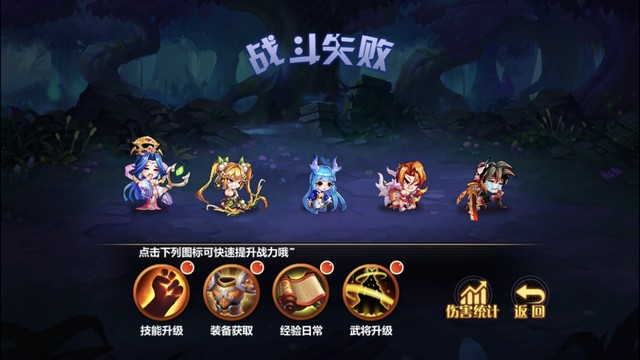 战斗失败
点击下列图标可快速提升战力哦~
技能升级
装备获取
经验日常
武将升级
伤害统计
返回